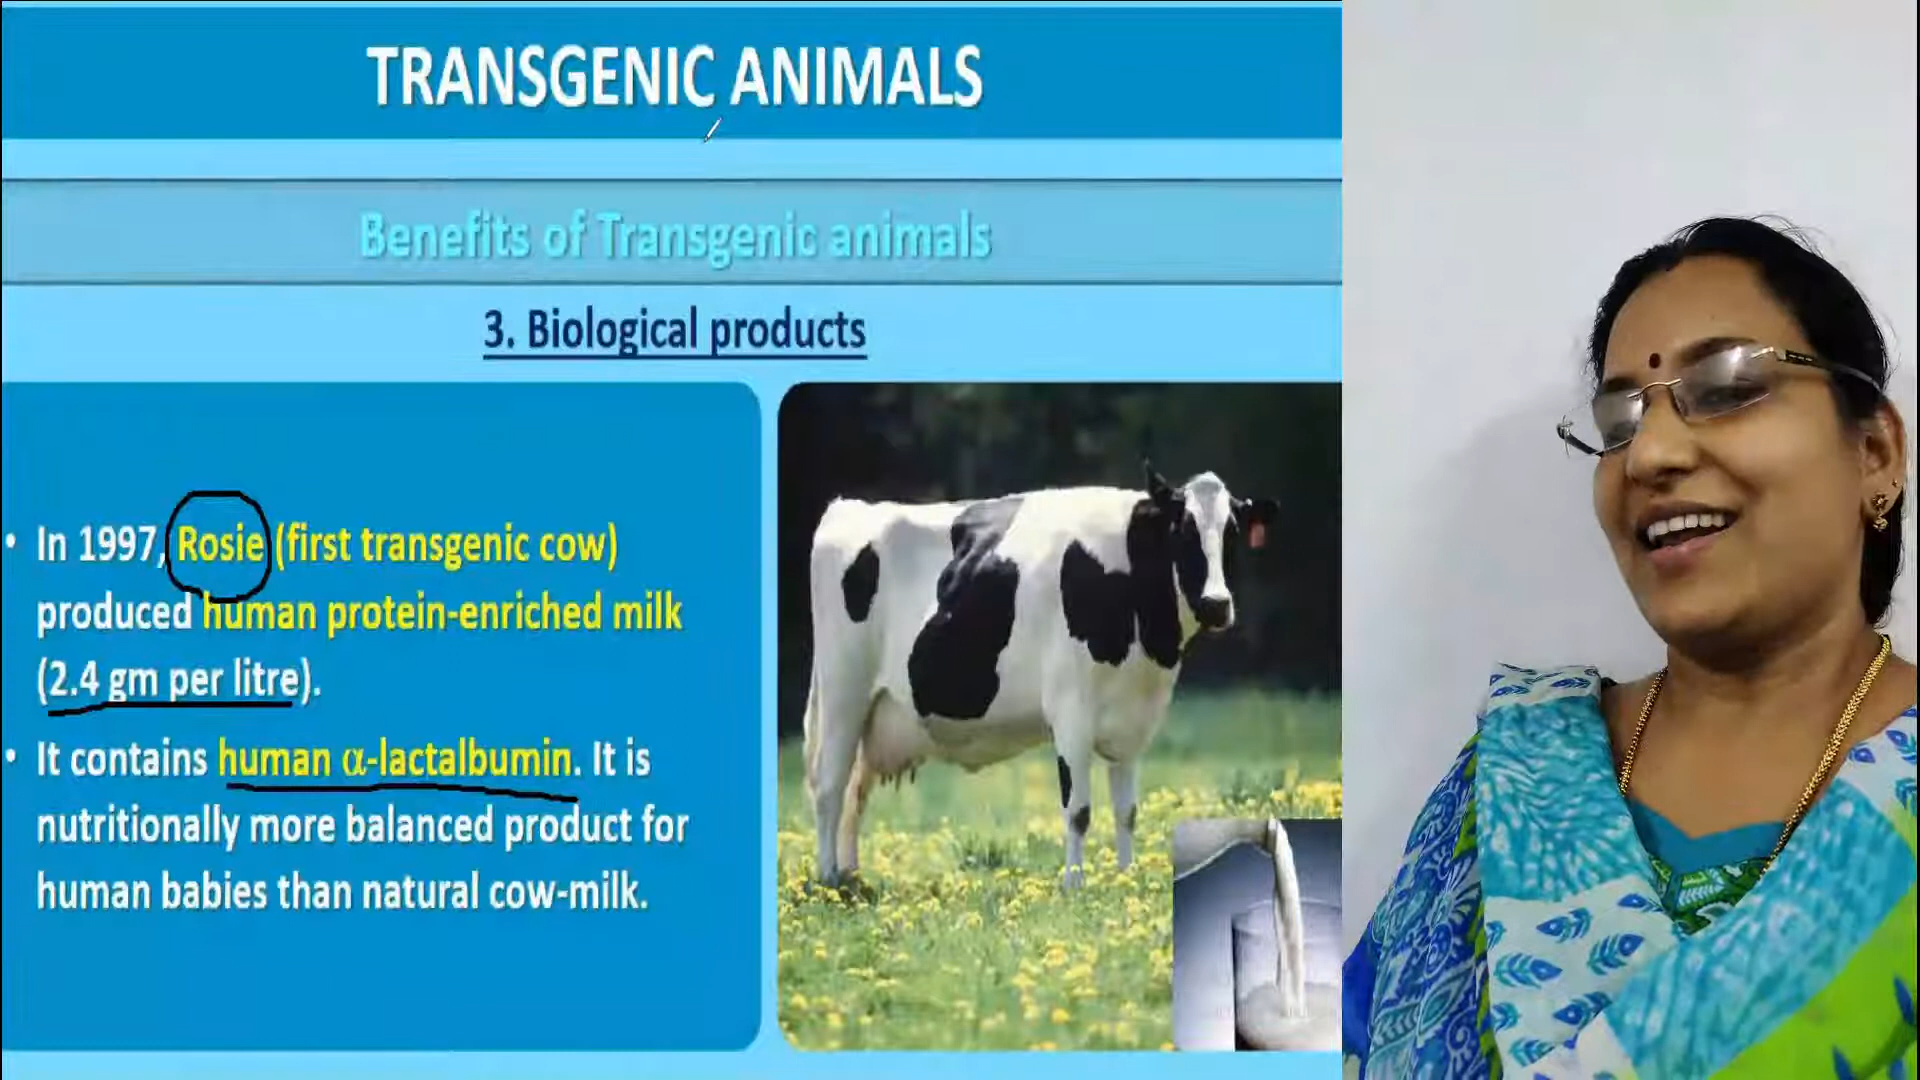 TRANSGENIC ANIMALS
Benefits of Transgenic animals
3. Biological products
• In 1997, Rosie (first transgenic cow)
produced human protein-enriched milk
(2.4 gm per litre).
• It contains human α-lactalbumin. It is
nutritionally more balanced product for
human babies than natural cow-milk.